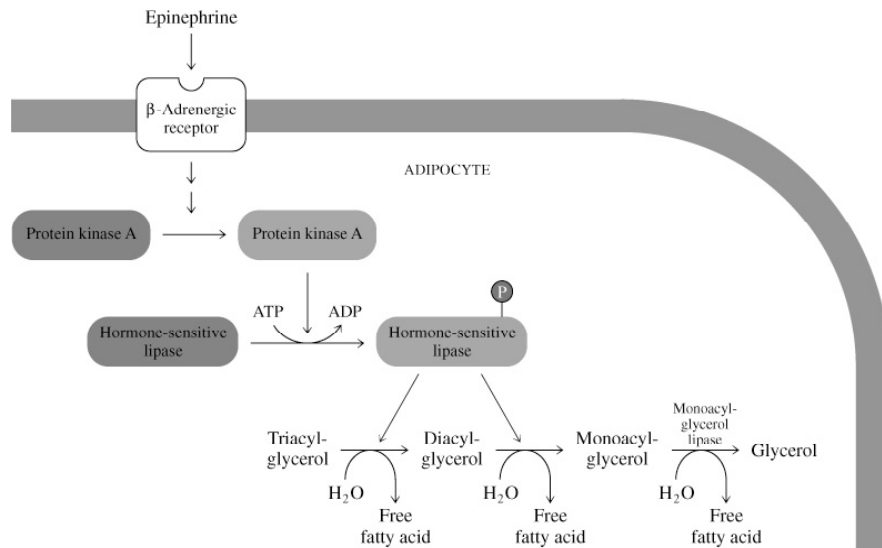 Epinephrine
β-Adrenergic
receptor
ADIPOCYTE
Protein kinase A
Protein kinase A
P
ATP
ADP
Hormone-sensitive
lipase
Hormone-sensitive
lipase
Triacyl-
glycerol
Diacyl-
glycerol
Monoacyl-
glycerol
Monoacyl-
glycerol
lipase
Glycerol
H₂O
H₂O
H₂O
Free
fatty acid
Free
fatty acid
Free
fatty acid